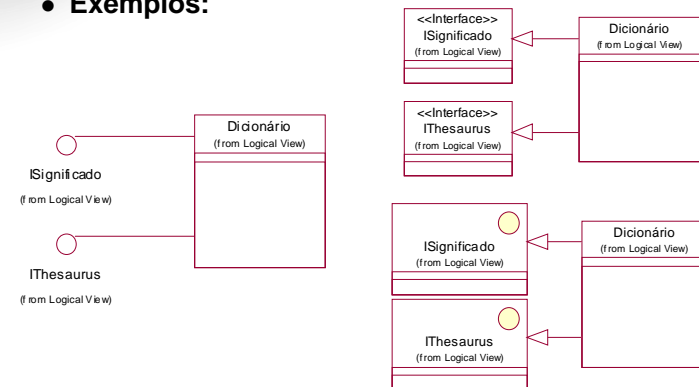 • Exemplos:
Dicionário
(from Logical View)
ISignificado
(from Logical View)
IThesaurus
(from Logical View)
<<Interface>>
ISignificado
(from Logical View)
Dicionário
(from Logical View)
<<Interface>>
IThesaurus
(from Logical View)
ISignificado
(from Logical View)
Dicionário
(from Logical View)
IThesaurus
(from Logical View)